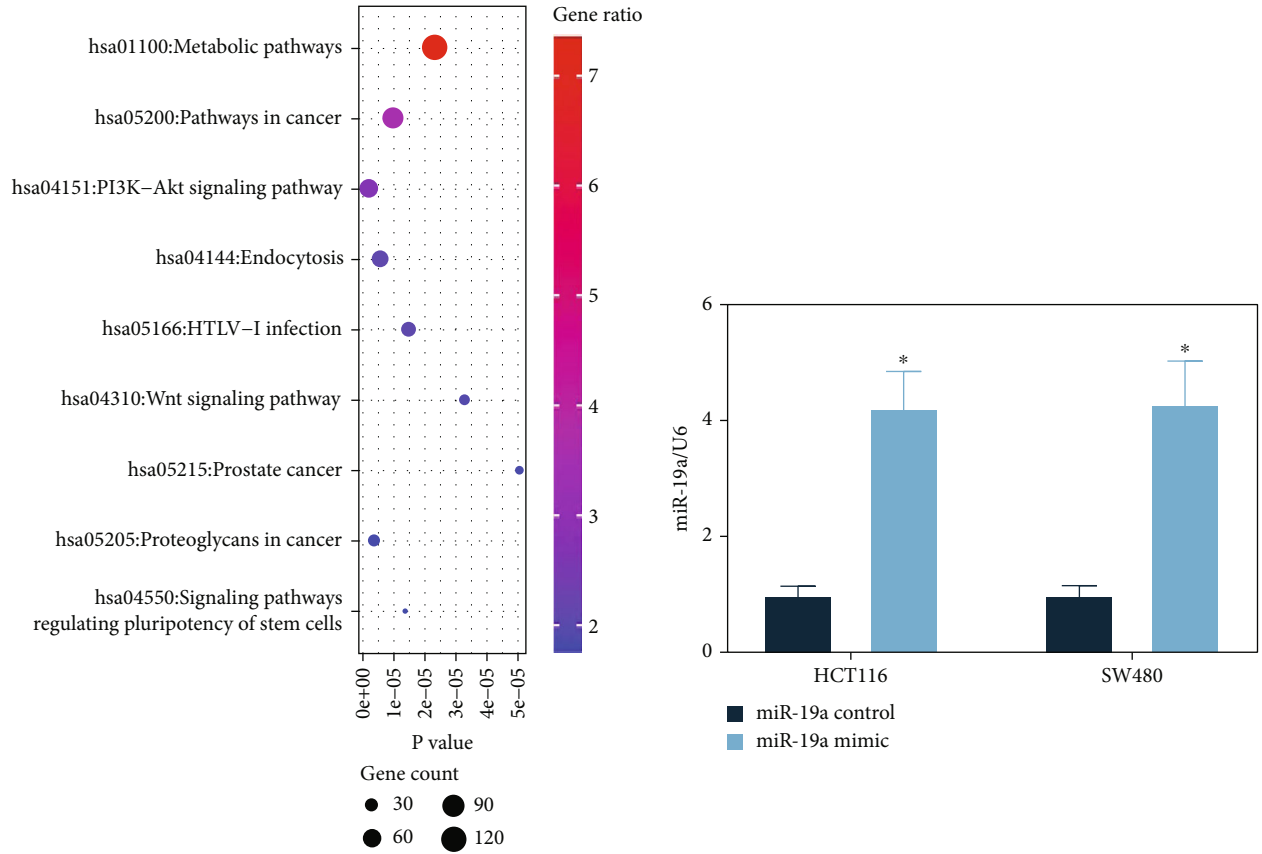 hsa01100:Metabolic pathways
hsa05200:Pathways in cancer
hsa04151:PI3K−Akt signaling pathway
hsa04144:Endocytosis
hsa05166:HTLV−I infection
hsa04310:Wnt signaling pathway
hsa05215:Prostate cancer
hsa05205:Proteoglycans in cancer
hsa04550:Signaling pathways
regulating pluripotency of stem cells
0e+00
1e−05
2e−05
3e−05
4e−05
5e−05
P value
Gene count
30
90
60
120
Gene ratio
7
6
5
4
3
2
miR-19a/U6
6
4
2
0
*
*
HCT116
SW480
miR-19a control
miR-19a mimic